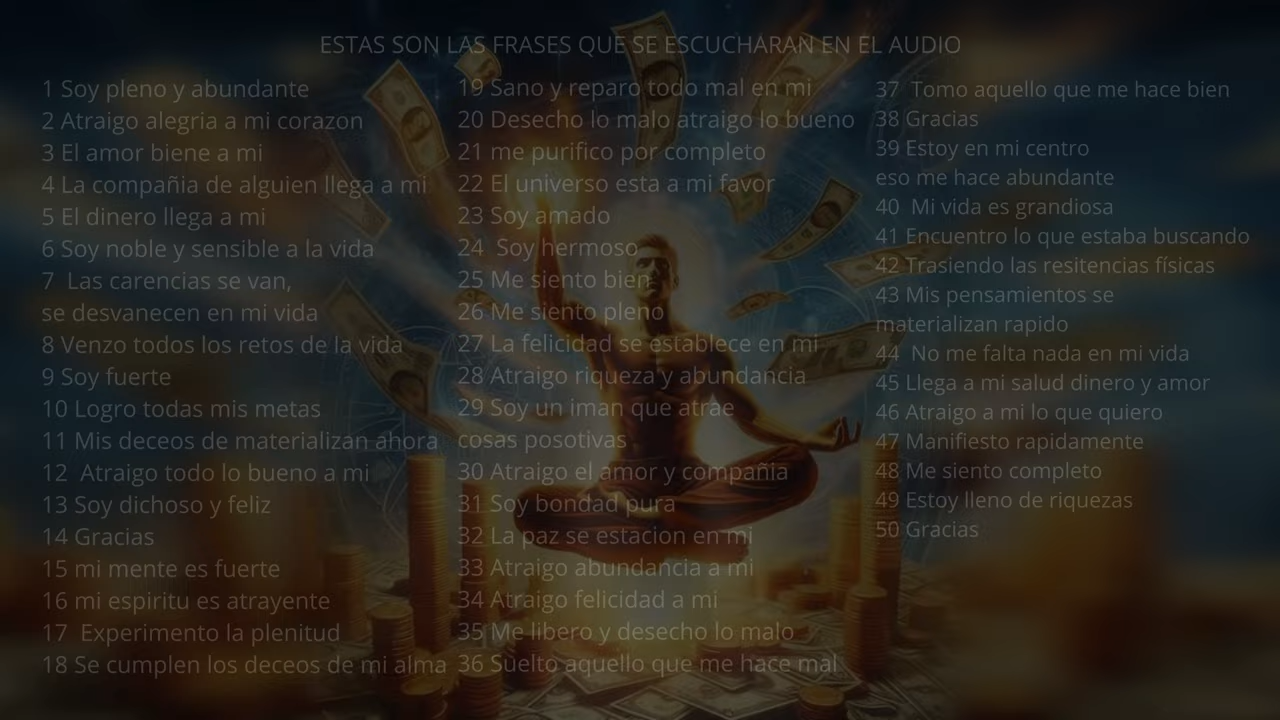 ESTAS SON LAS FRASES QUE SE ESCUCHARAN EN EL AUDIO
1 Soy pleno y abundante
2 Atraigo alegria a mi corazon
3 El amor biene a mi
4 La compañia de alguien llega a mi
5 El dinero llega a mi
6 Soy noble y sensible a la vida
7 Las carencias se van,
se desvanecen en mi vida
8 Venzo todos los retos de la vida
9 Soy fuerte
10 Logro todas mis metas
11 Mis deceos de materializan ahora
12 Atraigo todo lo bueno a mi
13 Soy dichoso y feliz
14 Gracias
15 mi mente es fuerte
16 mi espiritu es atrayente
17 Experimento la plenitud
18 Se cumplen los deceos de mi alma
19 Sano y reparo todo mal en mi
20 Desecho lo malo atraigo lo bueno
21 me purifico por completo
22 El universo esta a mi favor
23 Soy amado
24 Soy hermoso
25 Me siento bien
26 Me siento pleno
27 La felicidad se establece en mi
28 Atraigo riqueza y abundancia
29 Soy un iman que atrae
cosas posotivas
30 Atraigo el amor y compañia
31 Soy bondad pura
32 La paz se estacion en mi
33 Atraigo abundancia a mi
34 Atraigo felicidad a mi
35 Me libero y desecho lo malo
36 Suelto aquello que me hace mal
37 Tomo aquello que me hace bien
38 Gracias
39 Estoy en mi centro
eso me hace abundante
40 Mi vida es grandiosa
41 Encuentro lo que estaba buscando
42 Trasiendo las resitencias físicas
43 Mis pensamientos se
materializan rapido
44 No me falta nada en mi vida
45 Llega a mi salud dinero y amor
46 Atraigo a mi lo que quiero
47 Manifiesto rapidamente
48 Me siento completo
49 Estoy lleno de riquezas
50 Gracias